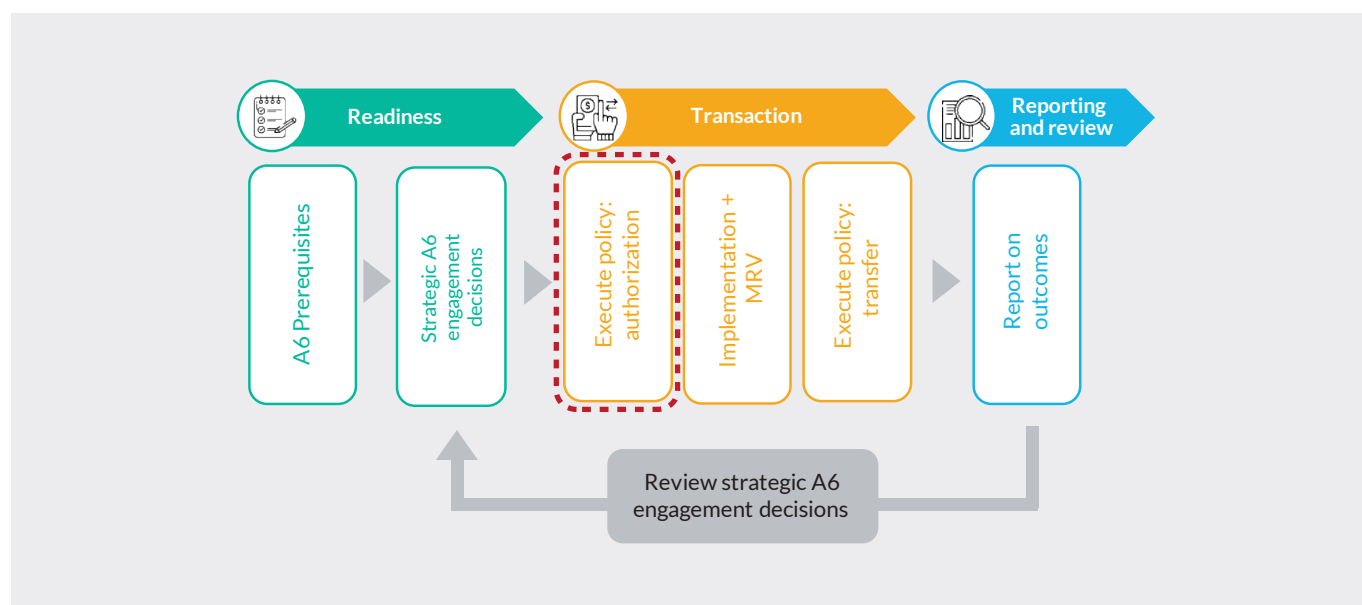 Readiness
Transaction
Reporting
and review
A6 Prerequisites
Strategic A6
engagement
decisions
Execute policy:
authorization
Implementation +
MRV
Execute policy:
transfer
Report on
outcomes
Review strategic A6
engagement decisions